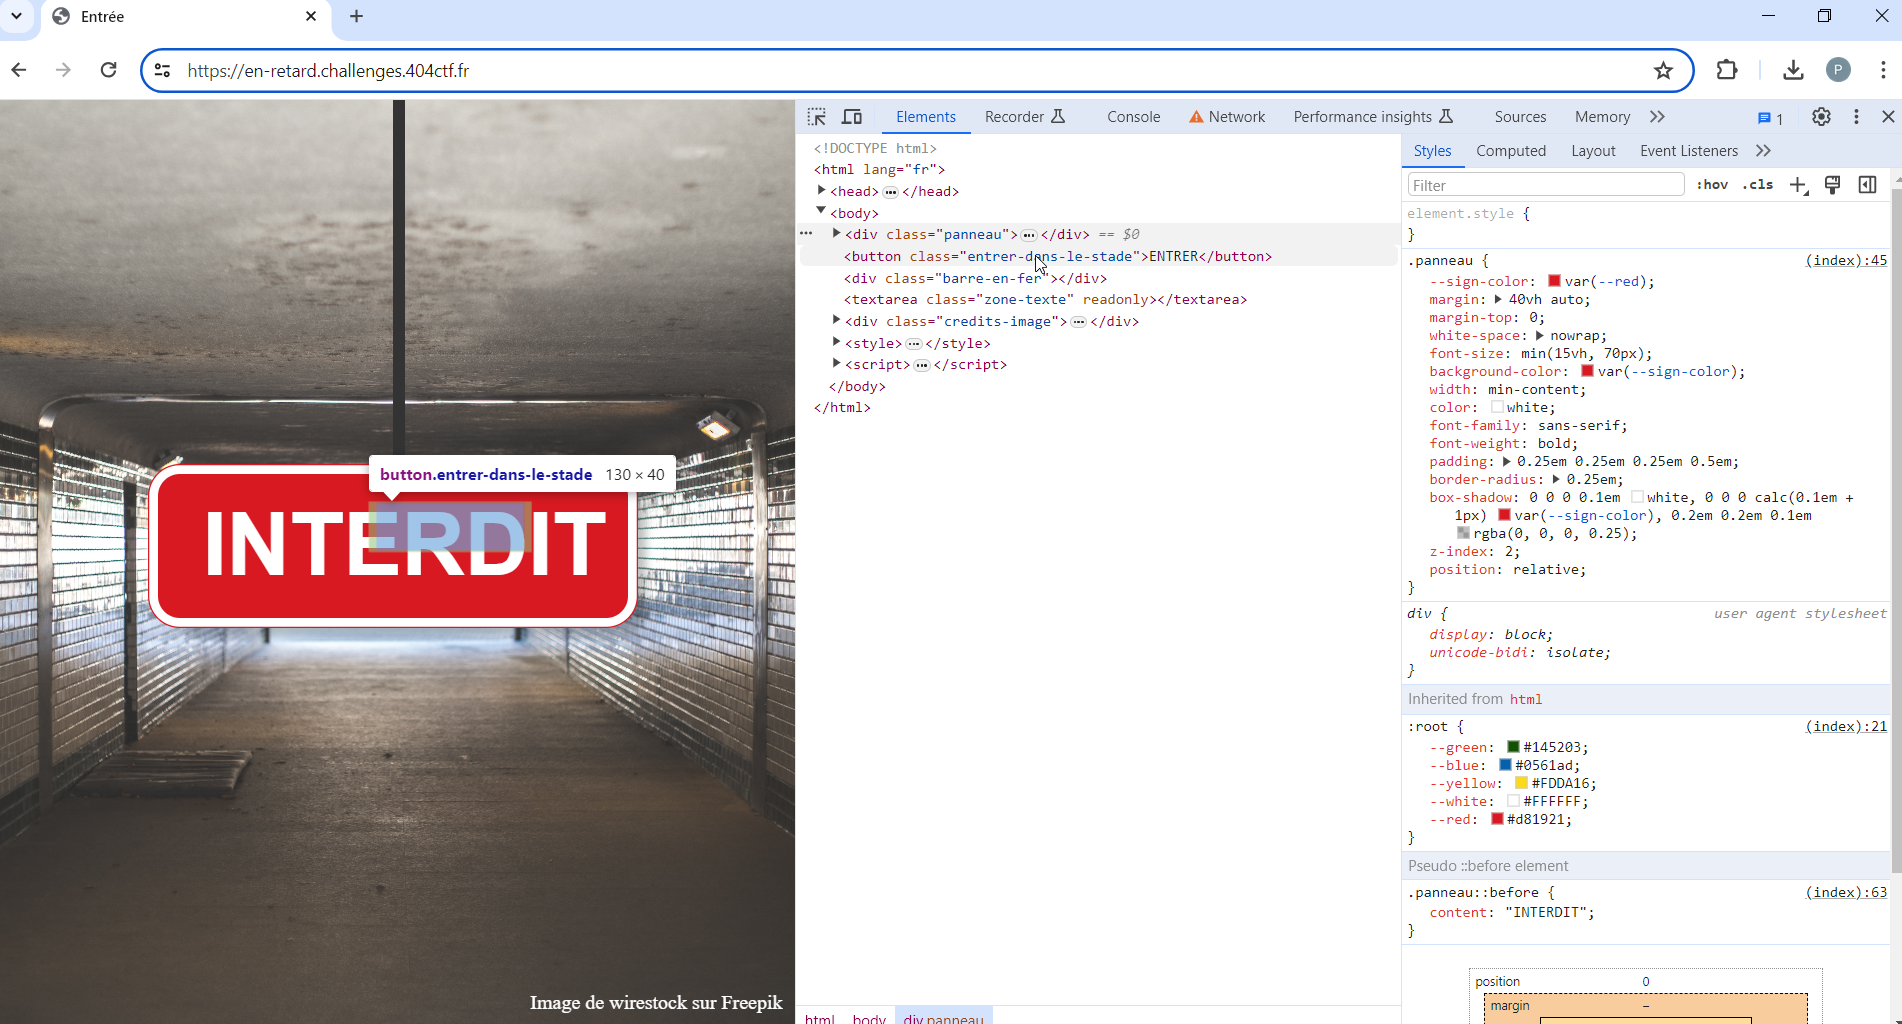 Entrée
https://en-retard.challenges.404ctf.fr
P
INTERDIT
button.entrer-dans-le-stade 130 × 40
Image de wirestock sur Freepik
Elements Recorder Console Network Performance insights Sources Memory 1
<!DOCTYPE html>
<html lang="fr">
<head> ••• </head>
<body>
••• <div class="panneau"> ••• </div> == $0
<button class="entrer-dans-le-stade">ENTRER</button>
<div class="barre-en-fer"></div>
<textarea class="zone-texte" readonly></textarea>
<div class="credits-image"> ••• </div>
<style> ••• </style>
<script> ••• </script>
</body>
</html>
html body div.panneau
Styles Computed Layout Event Listeners
Filter :hov .cls
element.style {
}
.panneau { (index):45
--sign-color: var(--red);
margin: 40vh auto;
margin-top: 0;
white-space: nowrap;
font-size: min(15vh, 70px);
background-color: var(--sign-color);
width: min-content;
color: white;
font-family: sans-serif;
font-weight: bold;
padding: 0.25em 0.25em 0.25em 0.5em;
border-radius: 0.25em;
box-shadow: 0 0 0 0.1em white, 0 0 0 calc(0.1em +
1px) var(--sign-color), 0.2em 0.2em 0.1em
rgba(0, 0, 0, 0.25);
z-index: 2;
position: relative;
}
div { user agent stylesheet
display: block;
unicode-bidi: isolate;
}
Inherited from html
:root { (index):21
--green: #145203;
--blue: #0561ad;
--yellow: #FDDA16;
--white: #FFFFFF;
--red: #d81921;
}
Pseudo ::before element
.panneau::before { (index):63
content: "INTERDIT";
}
position 0
margin –